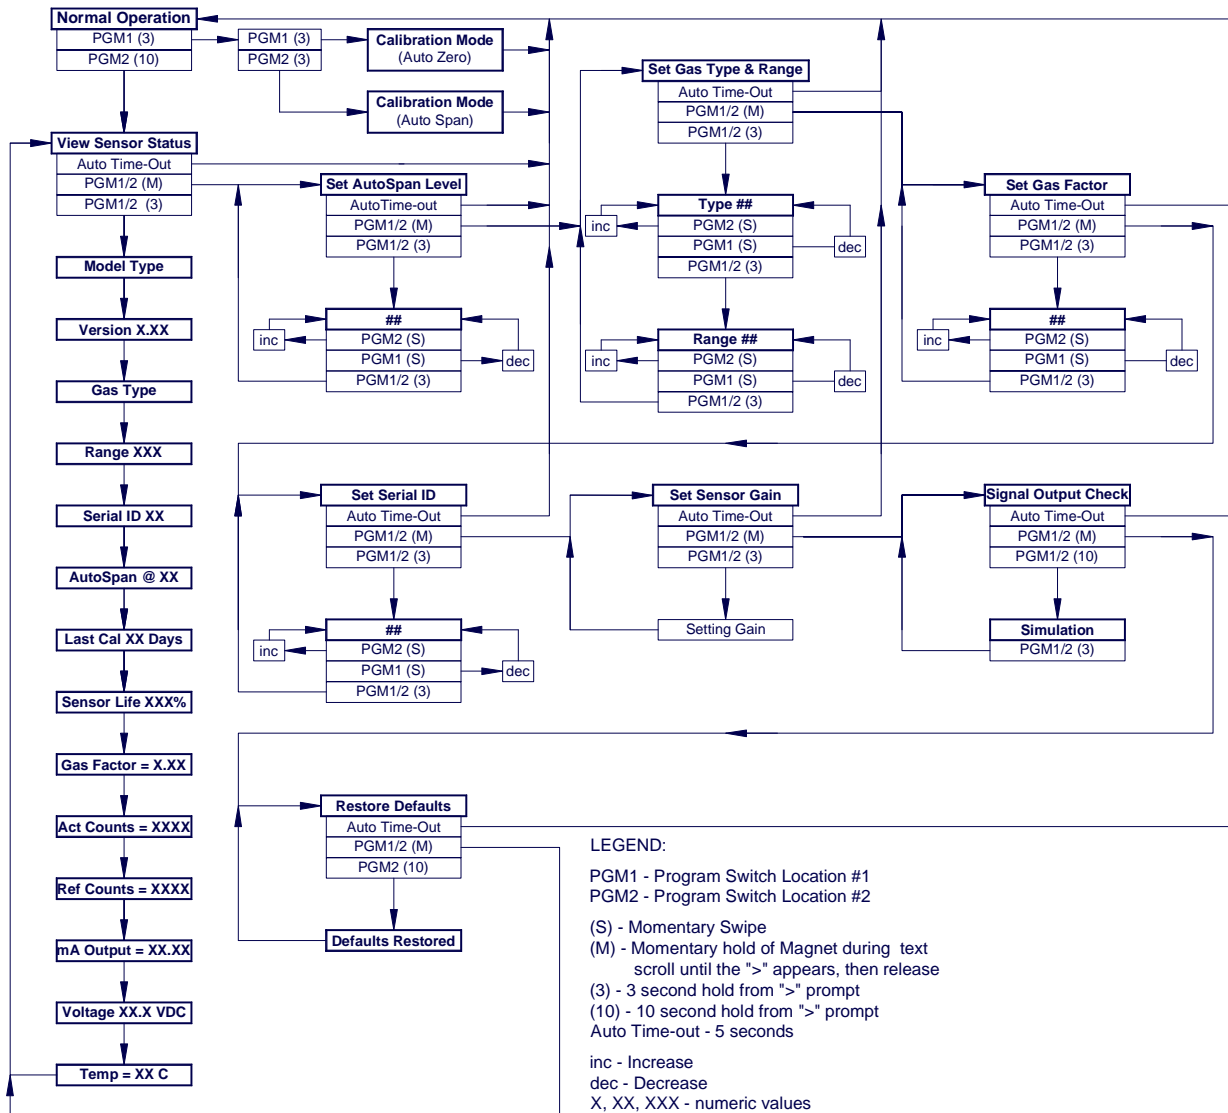 Normal Operation
PGM1 (3)
PGM2 (10)
PGM1 (3)
PGM2 (3)
Calibration Mode
(Auto Zero)
Calibration Mode
(Auto Span)
View Sensor Status
Auto Time-Out
PGM1/2 (M)
PGM1/2 (3)
Model Type
Version X.XX
Gas Type
Range XXX
Serial ID XX
AutoSpan @ XX
Last Cal XX Days
Sensor Life XXX%
Gas Factor = X.XX
Act Counts = XXXX
Ref Counts = XXXX
mA Output = XX.XX
Voltage XX.X VDC
Temp = XX C
Set AutoSpan Level
AutoTime-out
PGM1/2 (M)
PGM1/2 (3)
##
PGM2 (S)
PGM1 (S)
PGM1/2 (3)
inc
dec
Set Gas Type & Range
Auto Time-Out
PGM1/2 (M)
PGM1/2 (3)
Type ##
PGM2 (S)
PGM1 (S)
PGM1/2 (3)
inc
dec
Range ##
PGM2 (S)
PGM1 (S)
PGM1/2 (3)
inc
dec
Set Gas Factor
Auto Time-Out
PGM1/2 (M)
PGM1/2 (3)
##
PGM2 (S)
PGM1 (S)
PGM1/2 (3)
inc
dec
Set Serial ID
Auto Time-Out
PGM1/2 (M)
PGM1/2 (3)
##
PGM2 (S)
PGM1 (S)
PGM1/2 (3)
inc
dec
Set Sensor Gain
Auto Time-Out
PGM1/2 (M)
PGM1/2 (3)
Setting Gain
Signal Output Check
Auto Time-Out
PGM1/2 (M)
PGM1/2 (10)
Simulation
PGM1/2 (3)
Restore Defaults
Auto Time-Out
PGM1/2 (M)
PGM2 (10)
Defaults Restored
LEGEND:
PGM1 - Program Switch Location #1
PGM2 - Program Switch Location #2
(S) - Momentary Swipe
(M) - Momentary hold of Magnet during text
scroll until the ">" appears, then release
(3) - 3 second hold from ">" prompt
(10) - 10 second hold from ">" prompt
Auto Time-out - 5 seconds
inc - Increase
dec - Decrease
X, XX, XXX - numeric values